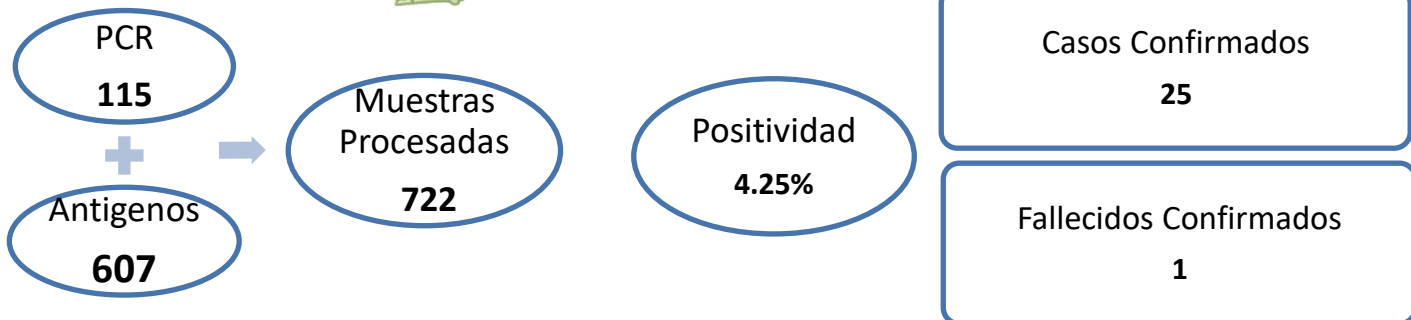 PCR
115
Antigenos
607
Muestras
Procesadas
722
Positividad
4.25%
Casos Confirmados
25
Fallecidos Confirmados
1